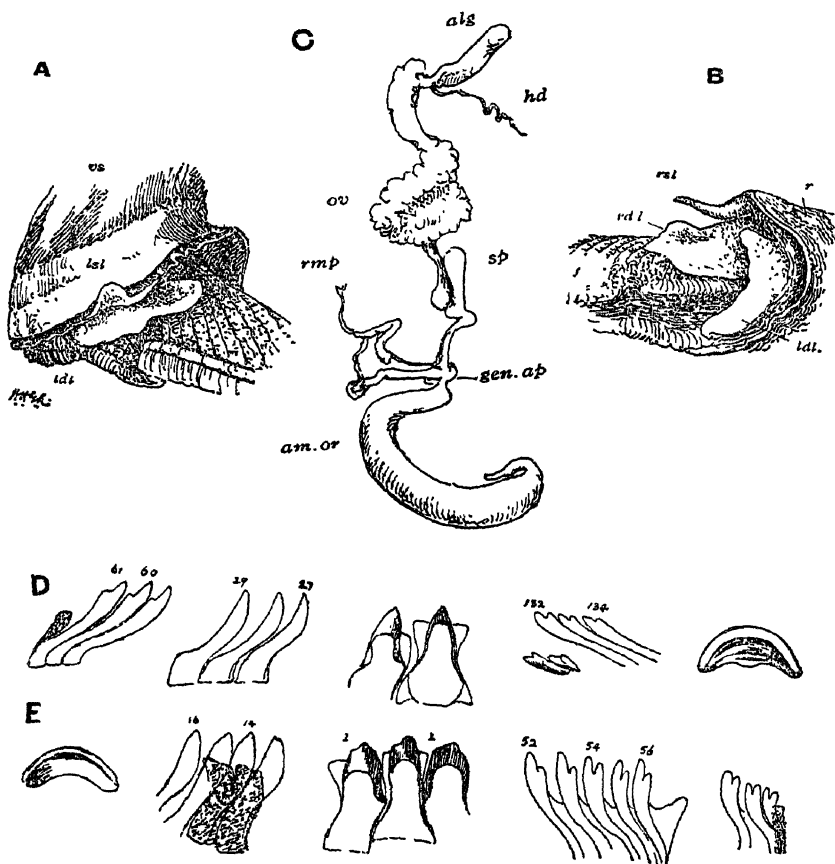 A
C
B
alg
hd
vs
ov
rsl
r
rdl
lsl
rmp
sp
f
gen. ap
ldl
ldl.
am. or
D
61 60
29 27
132 134
E
16 14
1 1
52 54 56